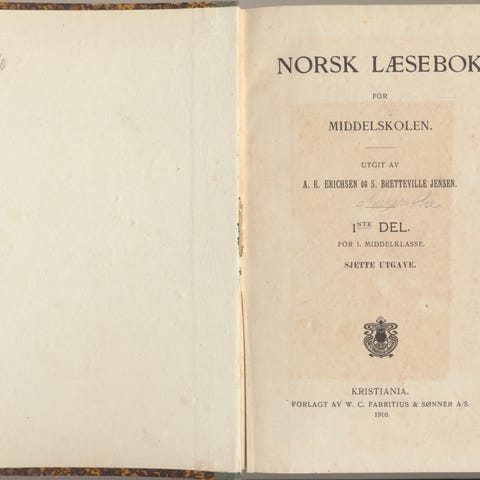 NORSK LÆSEBOK
FOR
MIDDELSKOLEN.
UTGIT AV
A. E. ERICHSEN OG S. BRETTEVILLE JENSEN.
1STE DEL.
FOR 1. MIDDELKLASSE.
SJETTE UTGAVE.
KRISTIANIA.
FORLAGT AV W. C. FABRITIUS & SØNNER A/S.
1916.